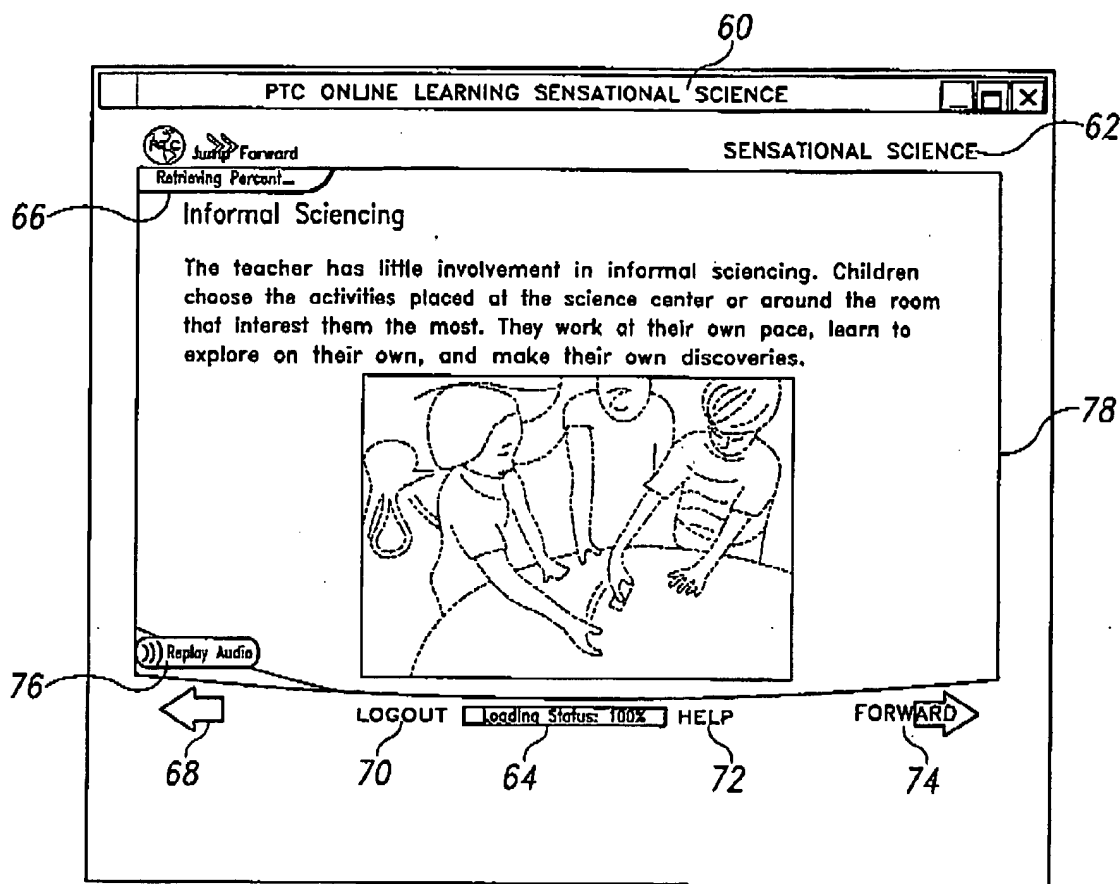 60
PTC ONLINE LEARNING SENSATIONAL SCIENCE
62
PTC Jump Forward
SENSATIONAL SCIENCE
Retrieving Percent...
66
Informal Sciencing
The teacher has little involvement in informal sciencing. Children
choose the activities placed at the science center or around the room
that interest them the most. They work at their own pace, learn to
explore on their own, and make their own discoveries.
78
Replay Audio
76
LOGOUT Loading Status: 100% HELP FORWARD
68 70 64 72 74